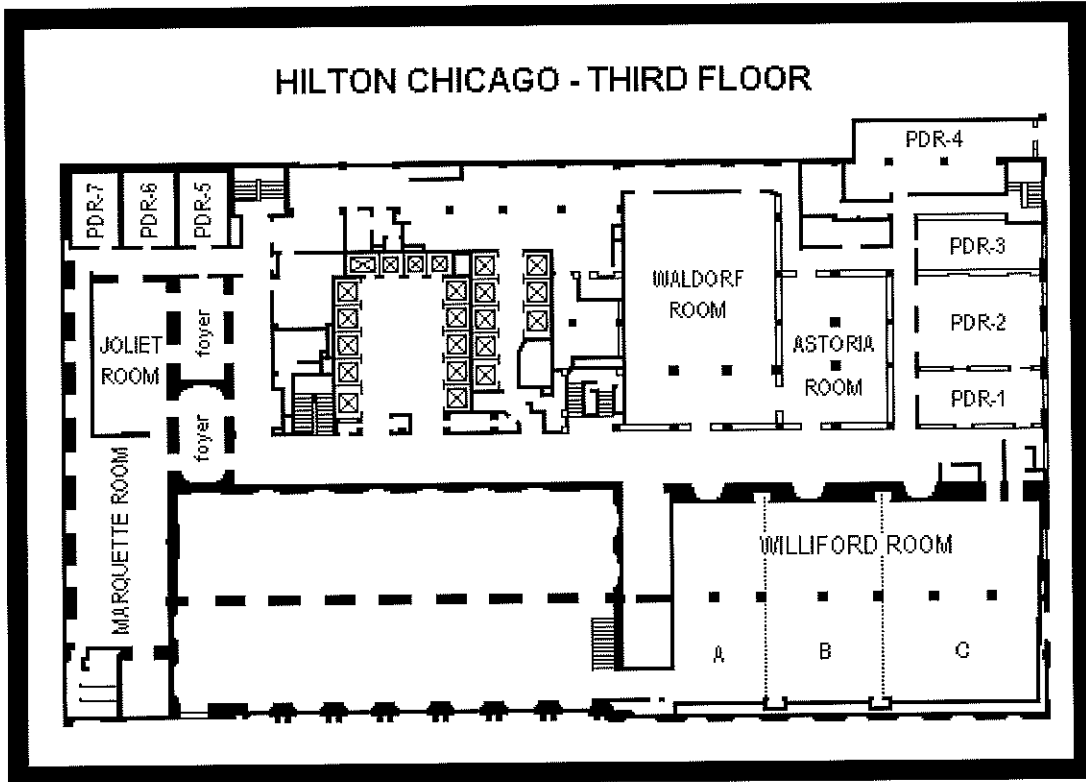 HILTON CHICAGO - THIRD FLOOR
PDR-4
PDR-7
PDR-6
PDR-5
PDR-3
WALDORF
ROOM
PDR-2
JOLIET
ROOM
foyer
ASTORIA
ROOM
PDR-1
foyer
MARQUETTE ROOM
WILLIFORD ROOM
A
B
C